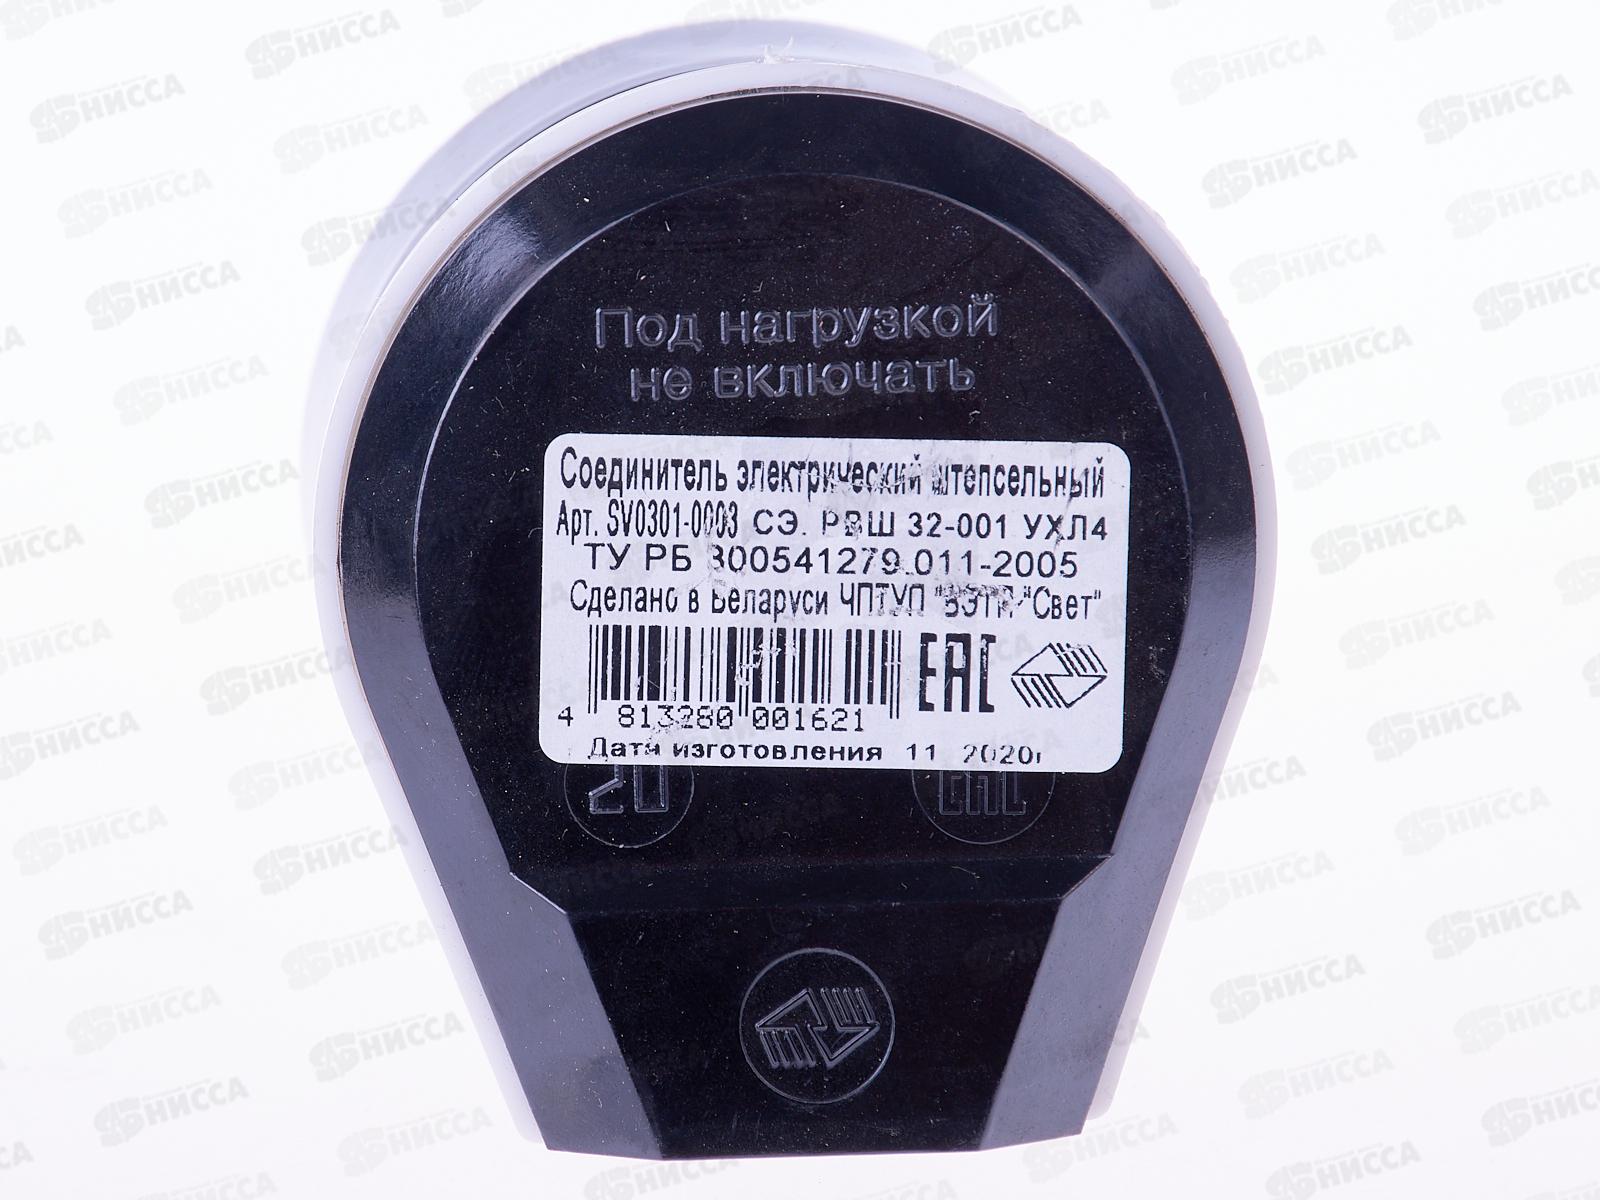 Под нагрузкой
не включать
Соединитель электрический штепсельный
Арт. SV0301-0003 СЭ. РВШ 32-001 УХЛ4
ТУ РБ 300541279.011-2005
Сделано в Беларуси ЧПТУП "ВЭТП-"Свет"
EAC
4 813280 001621
Дата изготовления 11 2020г
20 EAC
НИССА